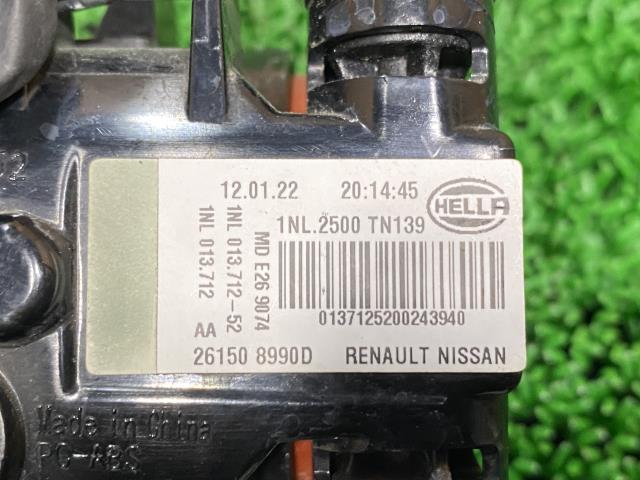 12.01.22 20:14:45
HELLA
1NL.2500 TN139
MD E26 9074
1NL 013.712-52
1NL 013.712
0137125200243940
AA
26150 8990D RENAULT NISSAN
Made in China
PC-ABS